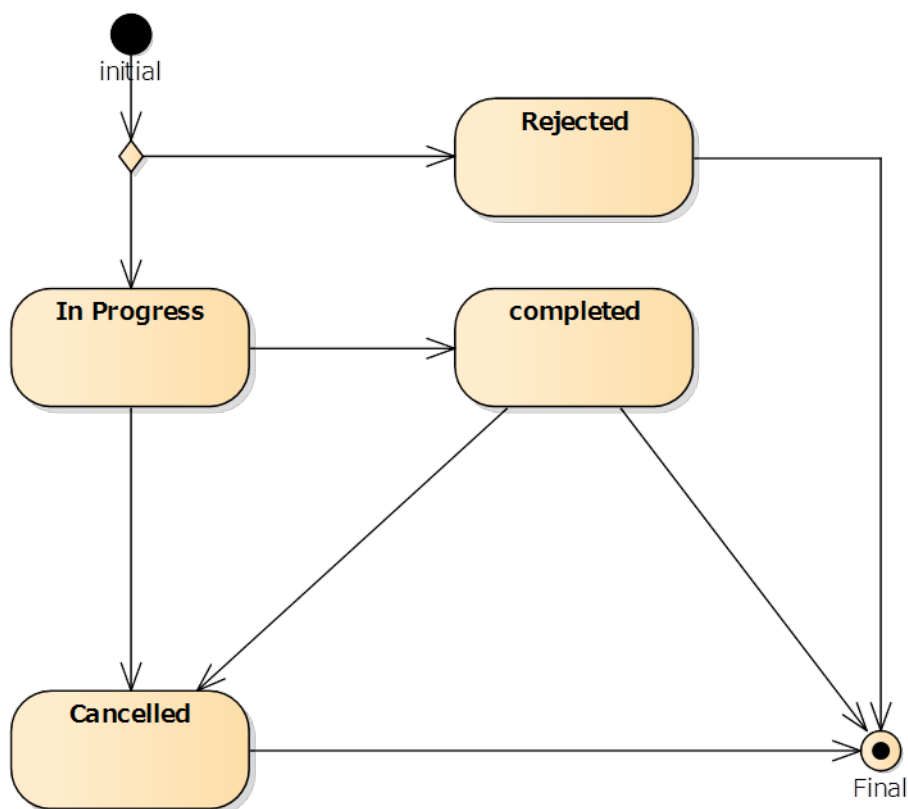 initial
Rejected
In Progress
completed
Cancelled
Final